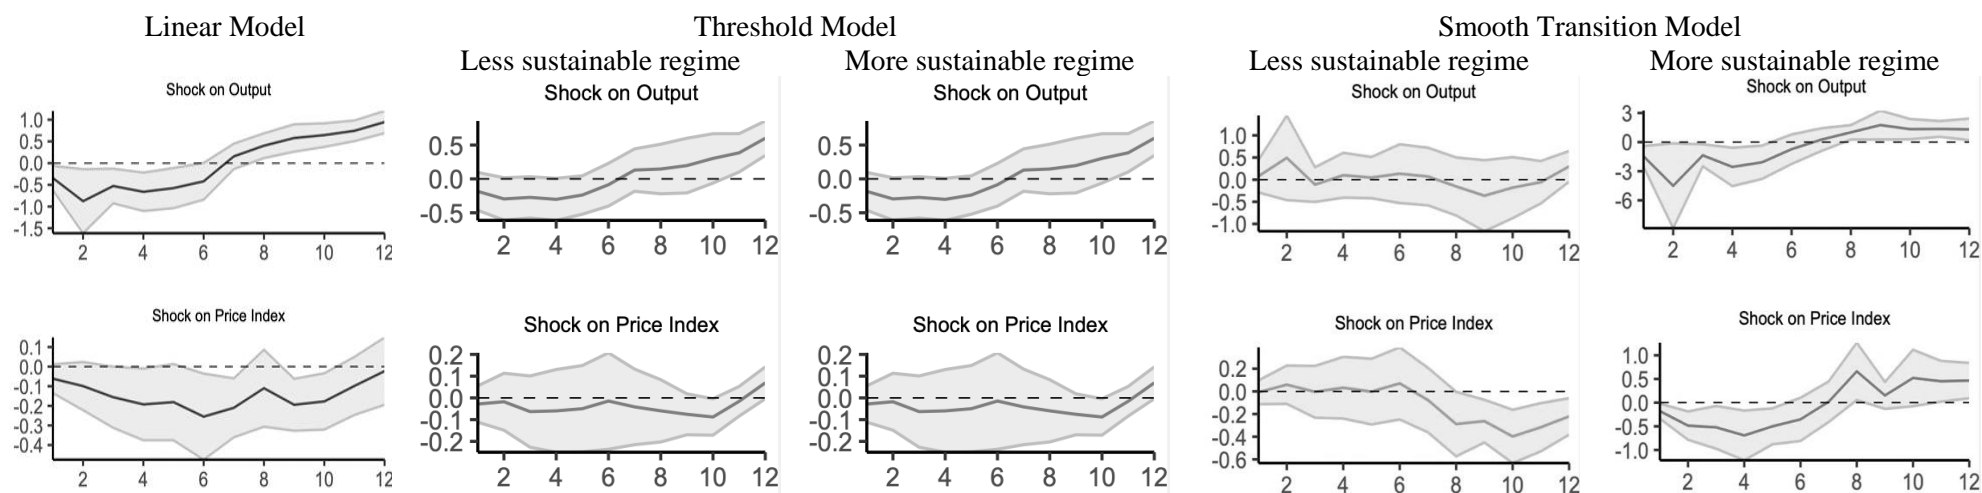 Linear Model
Threshold Model
Smooth Transition Model
Less sustainable regime
More sustainable regime
Less sustainable regime
More sustainable regime
Shock on Output
1.0
0.5
0.0
-0.5
-1.0
-1.5
2 4 6 8 10 12
Shock on Output
0.5
0.0
-0.5
2 4 6 8 10 12
Shock on Output
0.5
0.0
-0.5
2 4 6 8 10 12
Shock on Output
1.0
0.5
0.0
-0.5
-1.0
2 4 6 8 10 12
Shock on Output
3
0
-3
-6
2 4 6 8 10 12
Shock on Price Index
0.1
0.0
-0.1
-0.2
-0.3
-0.4
2 4 6 8 10 12
Shock on Price Index
0.2
0.1
0.0
-0.1
-0.2
2 4 6 8 10 12
Shock on Price Index
0.2
0.1
0.0
-0.1
-0.2
2 4 6 8 10 12
Shock on Price Index
0.2
0.0
-0.2
-0.4
-0.6
2 4 6 8 10 12
Shock on Price Index
1.0
0.5
0.0
-0.5
-1.0
2 4 6 8 10 12